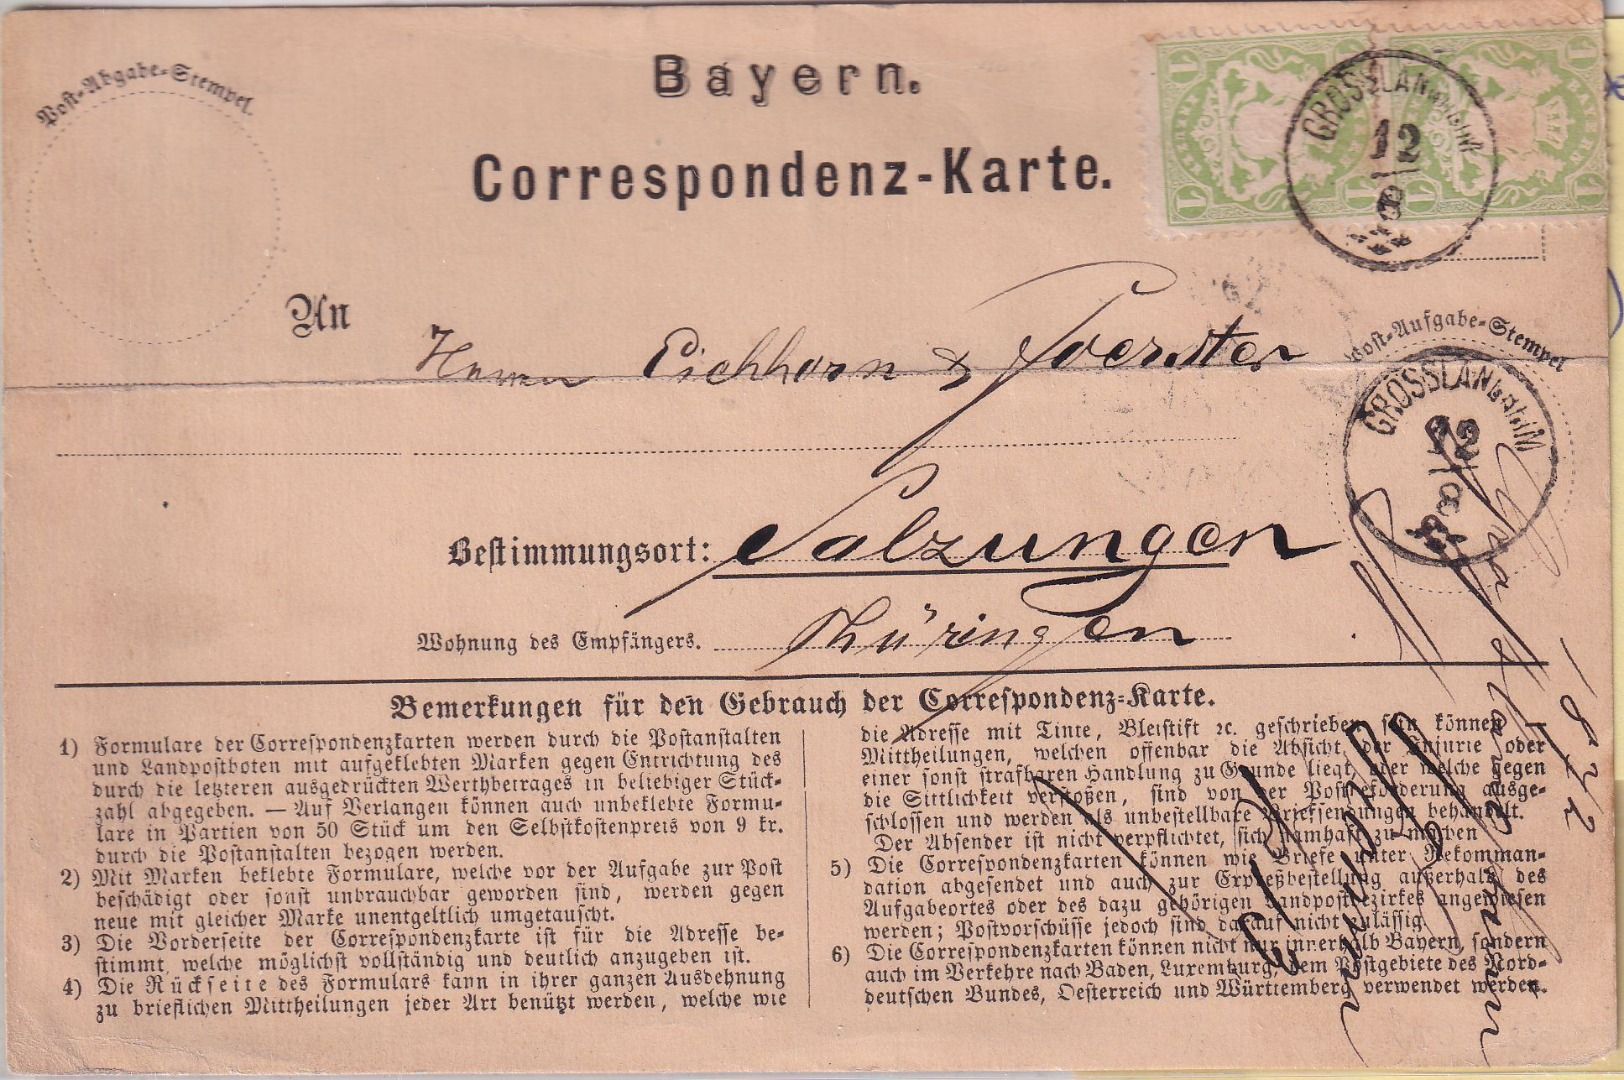 Post-Abgabe-Stempel.
Bayern.
Correspondenz-Karte.
1 1
1 1
GROSSLANGHEIM
12
8
An
Herrn Eichhorn & Foerster
Post-Aufgabe-Stempel
GROSSLANGHEIM
12
8
Bestimmungsort: Salzungen
Wohnung des Empfängers. Thüringen
Bemerkungen für den Gebrauch der Correspondenz-Karte.
1) Formulare der Correspondenzkarten werden durch die Postanstalten
und Landpostboten mit aufgeklebten Marken gegen Entrichtung des
durch die letzteren ausgedrückten Werthbetrages in beliebiger Stück-
zahl abgegeben. — Auf Verlangen können auch unbeklebte Formu-
lare in Partien von 50 Stück um den Selbstkostenpreis von 9 kr.
durch die Postanstalten bezogen werden.
2) Mit Marken beklebte Formulare, welche vor der Aufgabe zur Post
beschädigt oder sonst unbrauchbar geworden sind, werden gegen
neue mit gleicher Marke unentgeltlich umgetauscht.
3) Die Vorderseite der Correspondenzkarte ist für die Adresse be-
stimmt, welche möglichst vollständig und deutlich anzugeben ist.
4) Die Rückseite des Formulars kann in ihrer ganzen Ausdehnung
zu brieflichen Mittheilungen jeder Art benützt werden, welche wie
die Adresse mit Tinte, Bleistift ꝛc. geschrieben sein können
Mittheilungen, welchen offenbar die Absicht der Injurie oder
einer sonst strafbaren Handlung zu Grunde liegt, oder welche gegen
die Sittlichkeit verstoßen, sind von der Postbeförderung ausge-
schlossen und werden als unbestellbare Briefsendungen behandelt.
Der Absender ist nicht verpflichtet, sich namhaft zu machen
5) Die Correspondenzkarten können wie Briefe unter Rekomman-
dation abgesendet und auch zur Expreßbestellung außerhalb des
Aufgabeortes oder des dazu gehörigen Landpostbezirkes angewiesen
werden; Postvorschüsse jedoch sind darauf nicht zulässig.
6) Die Correspondenzkarten können nicht nur innerhalb Bayern, sondern
auch im Verkehre nach Baden, Luxemburg, dem Postgebiete des Nord-
deutschen Bundes, Oesterreich und Württemberg verwendet werden.